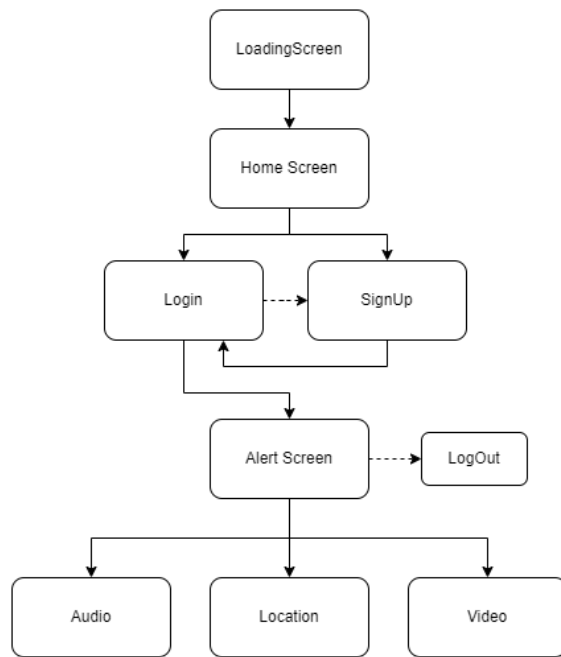 LoadingScreen
Home Screen
Login
SignUp
Alert Screen
LogOut
Audio
Location
Video